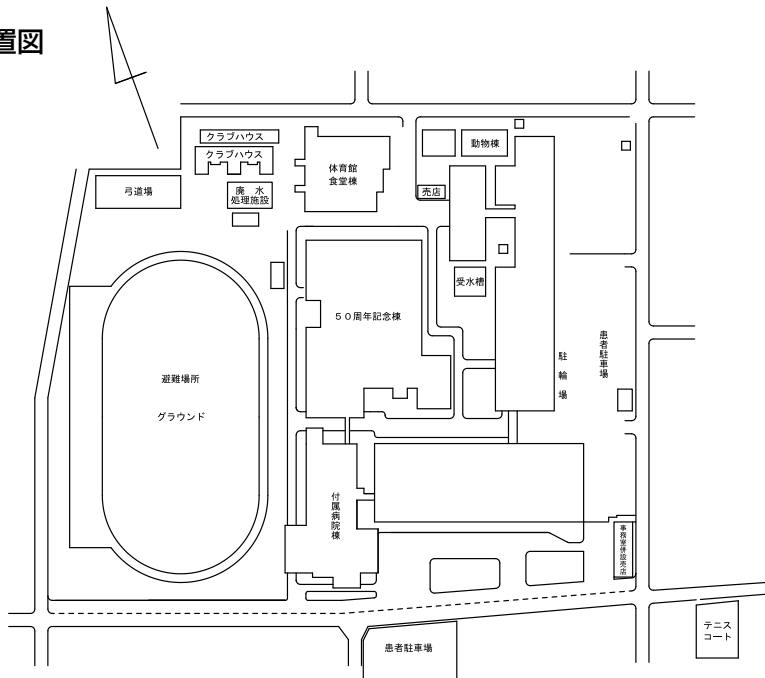 置図
クラブハウス
クラブハウス
動物棟
体育館
食堂棟
弓道場
廃水
処理施設
売店
受水槽
50周年記念棟
患者駐車場
駐輪場
避難場所
グラウンド
付属病院棟
事務室併設売店
テニス
コート
患者駐車場